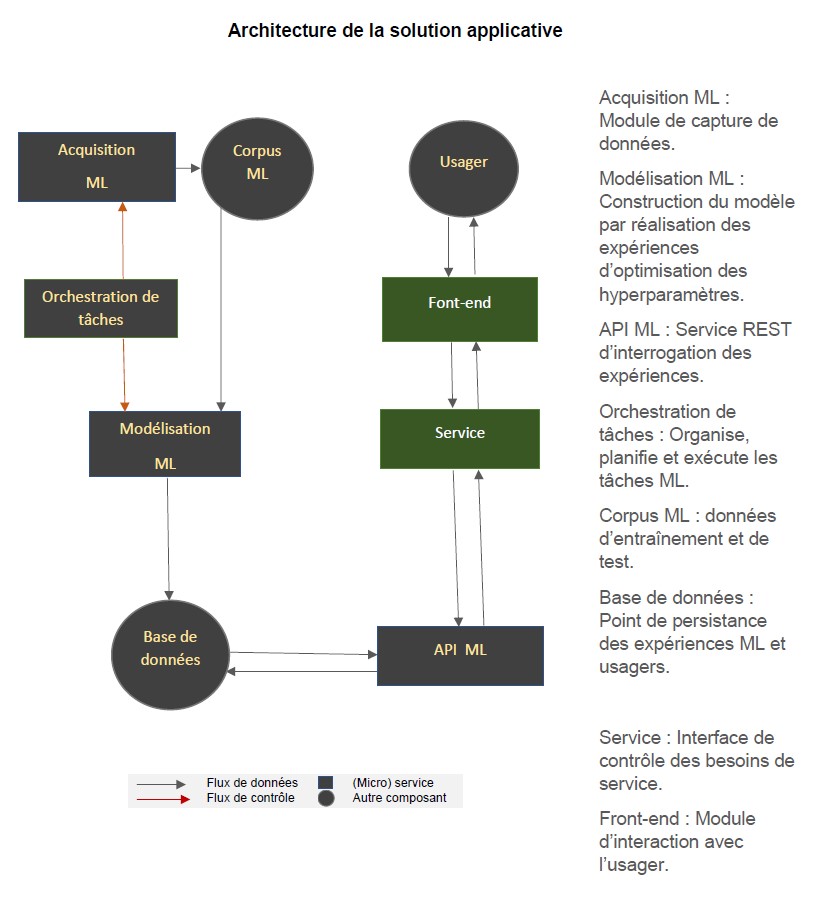 Architecture de la solution applicative
Acquisition
ML
Corpus
ML
Usager
Orchestration de
tâches
Font-end
Modélisation
ML
Service
Base de
données
API ML
Flux de données
(Micro) service
Flux de contrôle
Autre composant
Acquisition ML :
Module de capture de
données.
Modélisation ML :
Construction du modèle
par réalisation des
expériences
d’optimisation des
hyperparamètres.
API ML : Service REST
d’interrogation des
expériences.
Orchestration de
tâches : Organise,
planifie et exécute les
tâches ML.
Corpus ML : données
d’entraînement et de
test.
Base de données :
Point de persistance
des expériences ML et
usagers.
Service : Interface de
contrôle des besoins de
service.
Front-end : Module
d’interaction avec
l’usager.